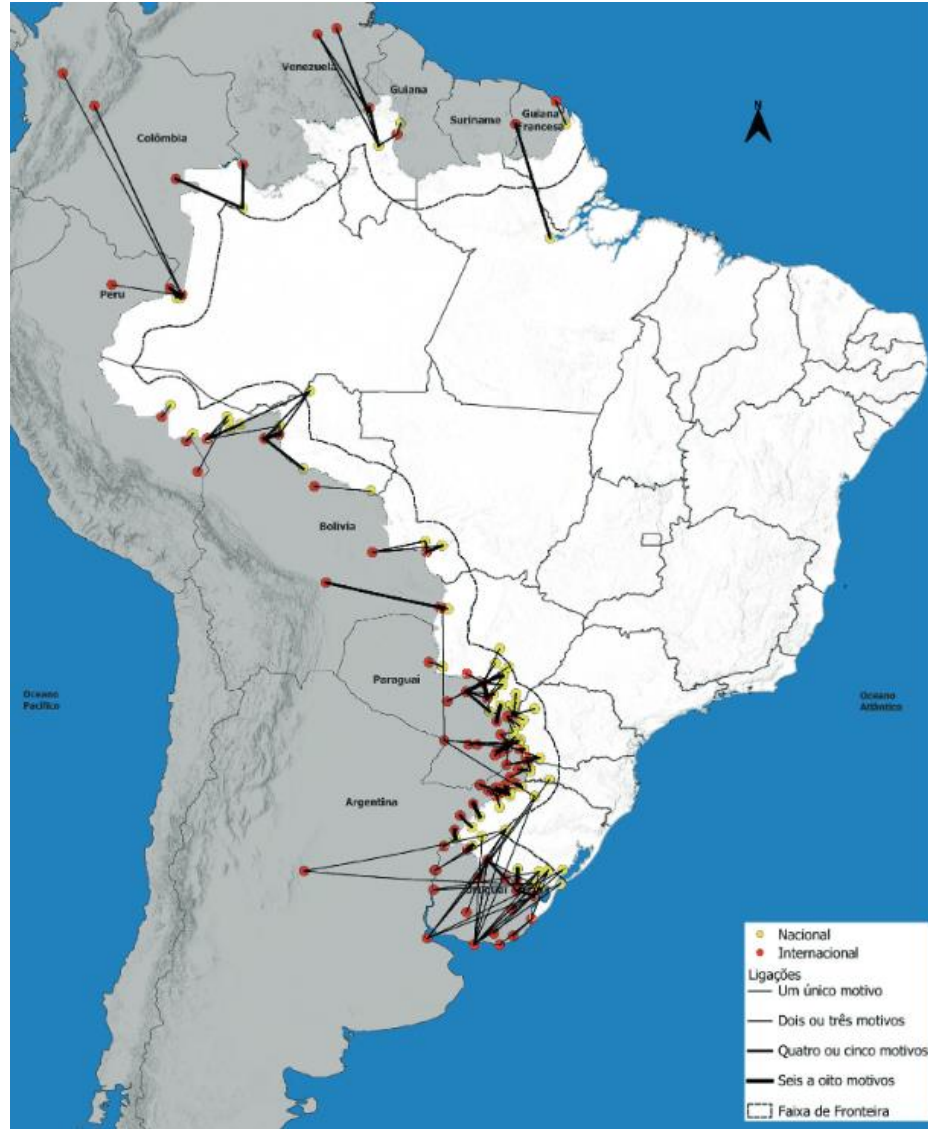 Venezuela
Guiana
Suriname
Guiana
Francesa
N
Colômbia
Peru
Bolívia
Paraguai
Oceano
Pacífico
Oceano
Atlântico
Argentina
Uruguai
Nacional
Internacional
Ligações
Um único motivo
Dois ou três motivos
Quatro ou cinco motivos
Seis a oito motivos
Faixa de Fronteira